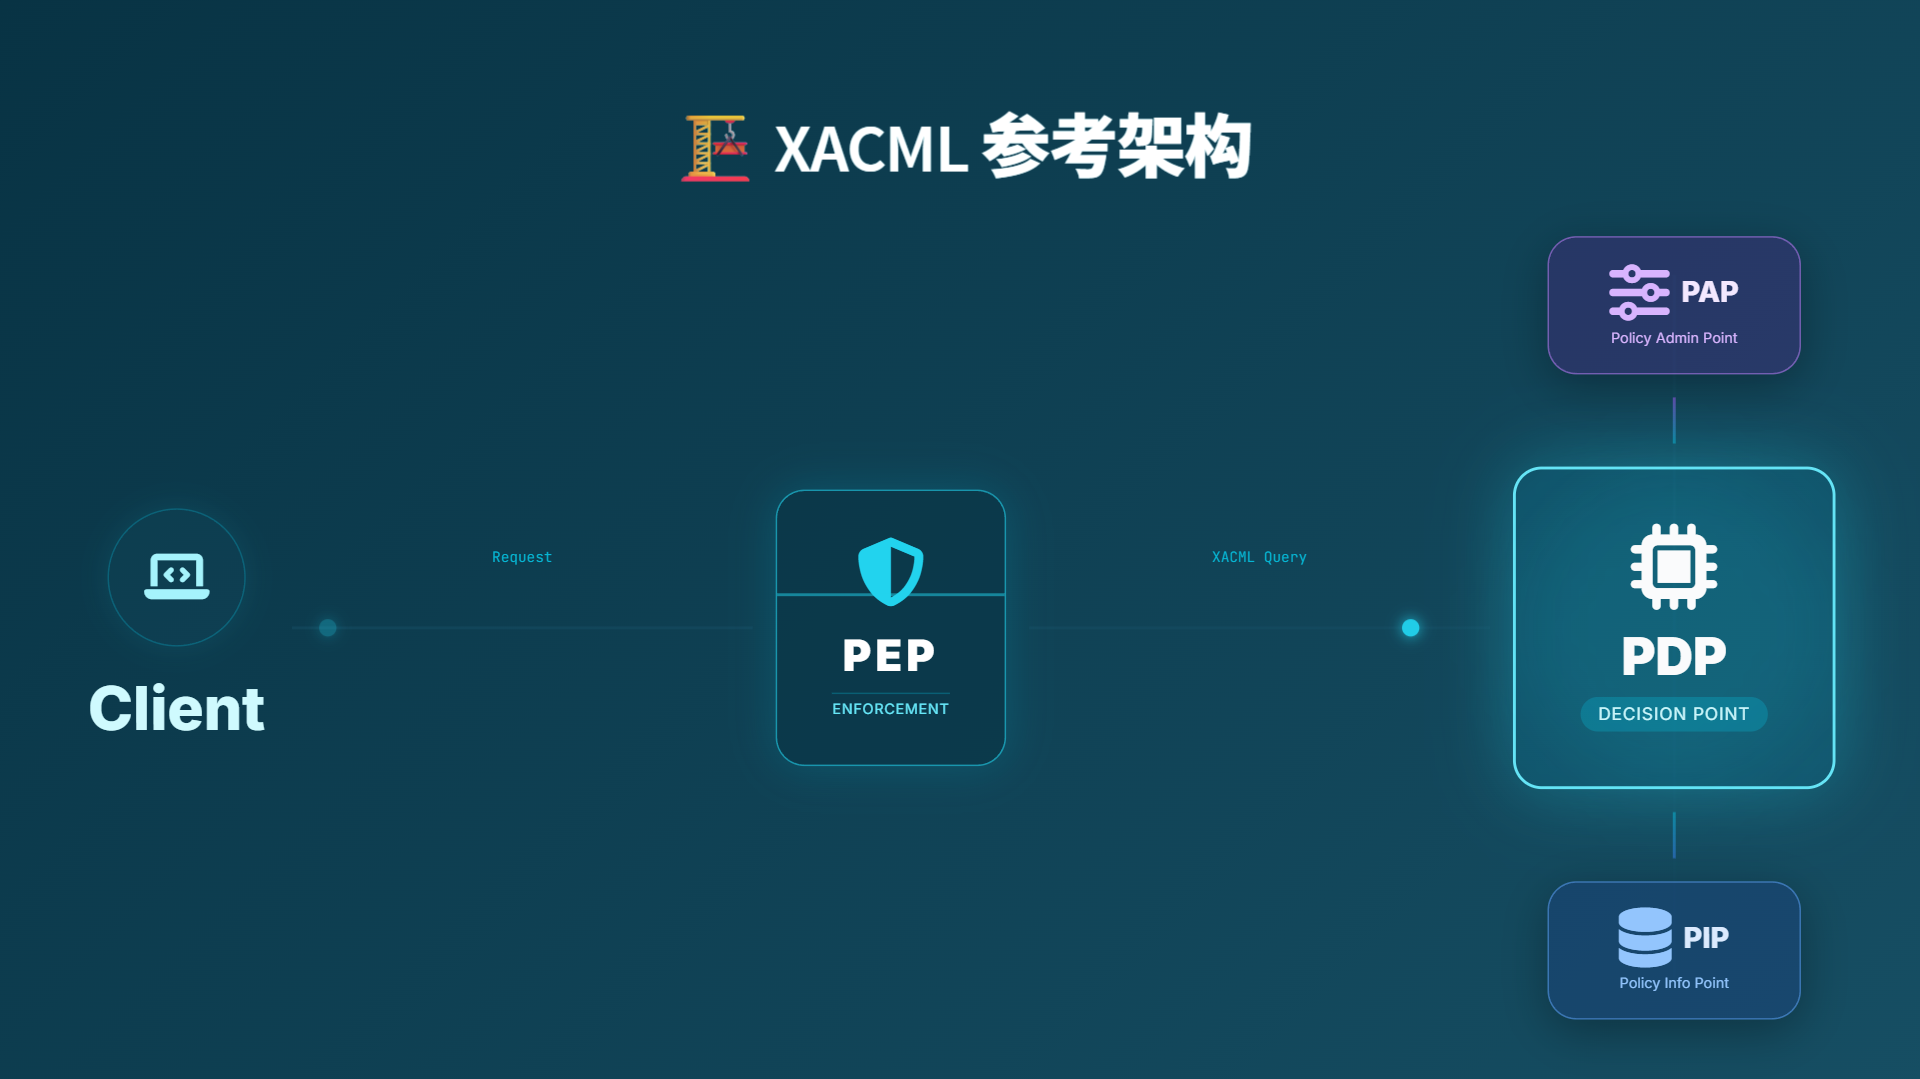 XACML 参考架构
Client
Request
PEP
ENFORCEMENT
XACML Query
PAP
Policy Admin Point
PDP
DECISION POINT
PIP
Policy Info Point